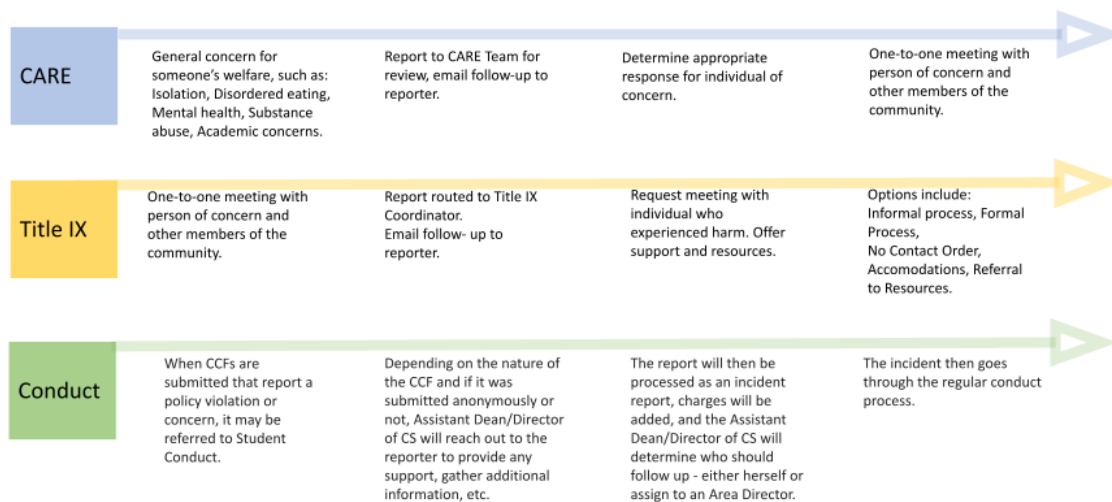 CARE
General concern for
someone's welfare, such as:
Isolation, Disordered eating,
Mental health, Substance
abuse, Academic concerns.
Report to CARE Team for
review, email follow-up to
reporter.
Determine appropriate
response for individual of
concern.
One-to-one meeting with
person of concern and
other members of the
community.
Title IX
One-to-one meeting with
person of concern and
other members of the
community.
Report routed to Title IX
Coordinator.
Email follow- up to
reporter.
Request meeting with
individual who
experienced harm. Offer
support and resources.
Options include:
Informal process, Formal
Process,
No Contact Order,
Accomodations, Referral
to Resources.
Conduct
When CCFs are
submitted that report a
policy violation or
concern, it may be
referred to Student
Conduct.
Depending on the nature of
the CCF and if it was
submitted anonymously or
not, Assistant Dean/Director
of CS will reach out to the
reporter to provide any
support, gather additional
information, etc.
The report will then be
processed as an incident
report, charges will be
added, and the Assistant
Dean/Director of CS will
determine who should
follow up - either herself or
assign to an Area Director.
The incident then goes
through the regular conduct
process.